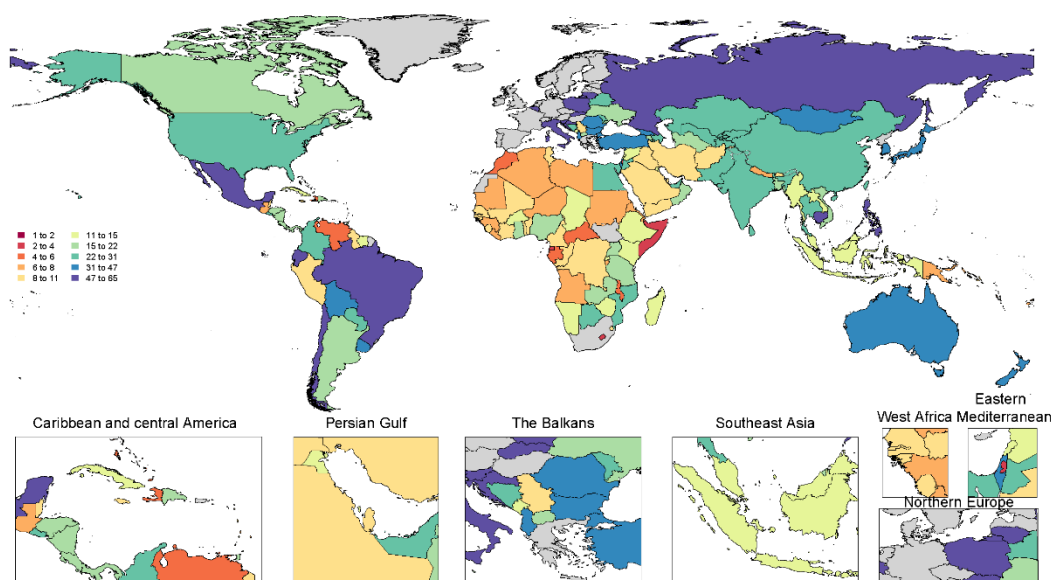 1 to 2
2 to 4
4 to 6
6 to 8
8 to 11
11 to 15
15 to 22
22 to 31
31 to 47
47 to 65
Caribbean and central America
Persian Gulf
The Balkans
Southeast Asia
West Africa
Eastern
Mediterranean
Northern Europe